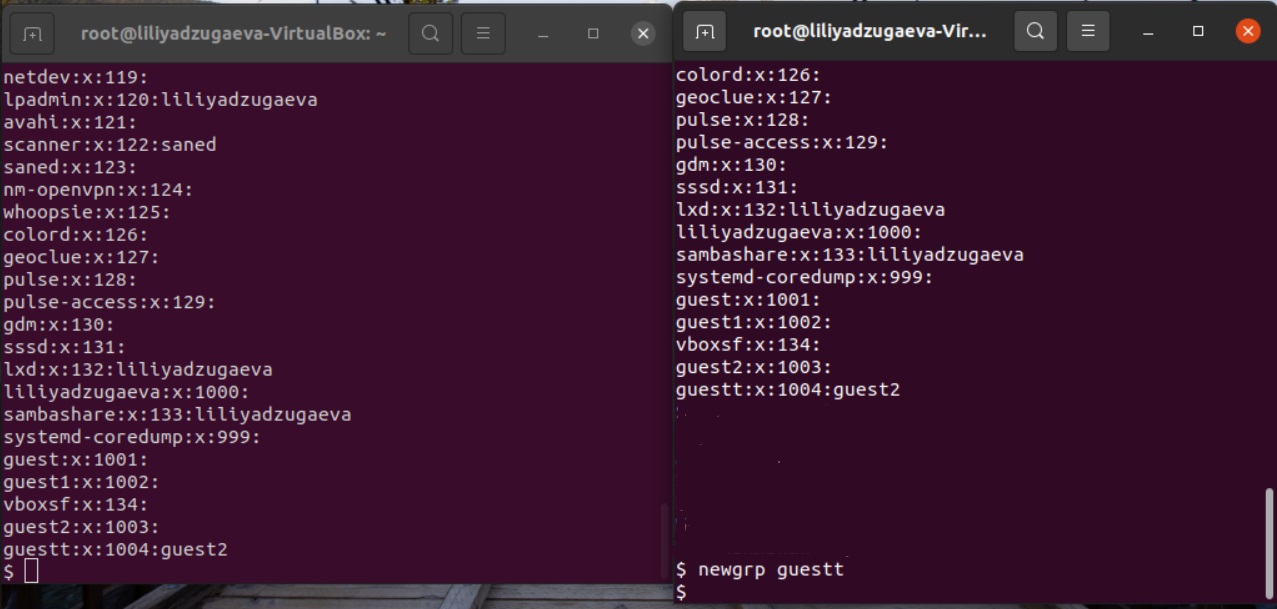 root@liliyadzugaeva-VirtualBox: ~
netdev:x:119:
lpadmin:x:120:liliyadzugaeva
avahi:x:121:
scanner:x:122:saned
saned:x:123:
nm-openvpn:x:124:
whoopsie:x:125:
colord:x:126:
geoclue:x:127:
pulse:x:128:
pulse-access:x:129:
gdm:x:130:
sssd:x:131:
lxd:x:132:liliyadzugaeva
liliyadzugaeva:x:1000:
sambashare:x:133:liliyadzugaeva
systemd-coredump:x:999:
guest:x:1001:
guest1:x:1002:
vboxsf:x:134:
guest2:x:1003:
guestt:x:1004:guest2
$
root@liliyadzugaeva-Vir...
colord:x:126:
geoclue:x:127:
pulse:x:128:
pulse-access:x:129:
gdm:x:130:
sssd:x:131:
lxd:x:132:liliyadzugaeva
liliyadzugaeva:x:1000:
sambashare:x:133:liliyadzugaeva
systemd-coredump:x:999:
guest:x:1001:
guest1:x:1002:
vboxsf:x:134:
guest2:x:1003:
guestt:x:1004:guest2
$ newgrp guestt
$